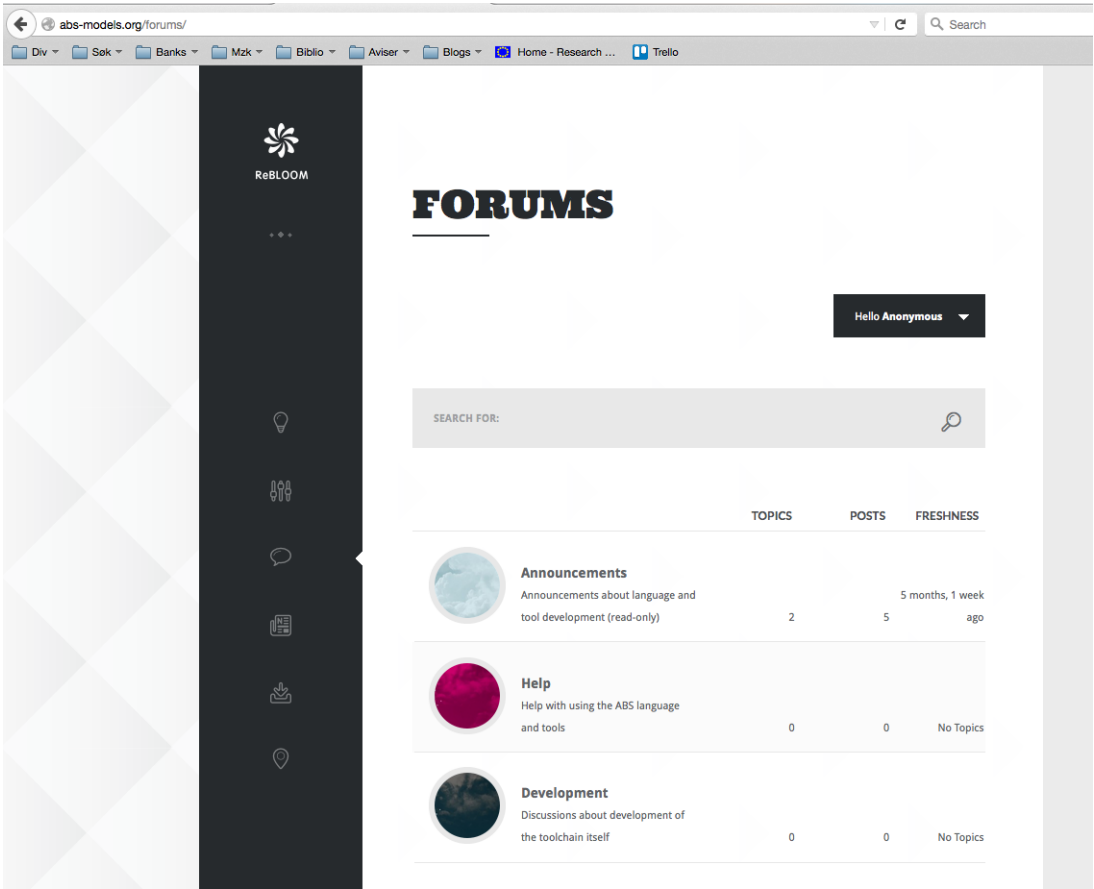 abs-models.org/forums/
Search
Div Søk Banks Mzk Biblio Aviser Blogs Home - Research ... Trello
ReBLOOM
FORUMS
Hello Anonymous
SEARCH FOR:
TOPICS POSTS FRESHNESS
Announcements
Announcements about language and 5 months, 1 week
tool development (read-only) 2 5 ago
Help
Help with using the ABS language
and tools 0 0 No Topics
Development
Discussions about development of
the toolchain itself 0 0 No Topics